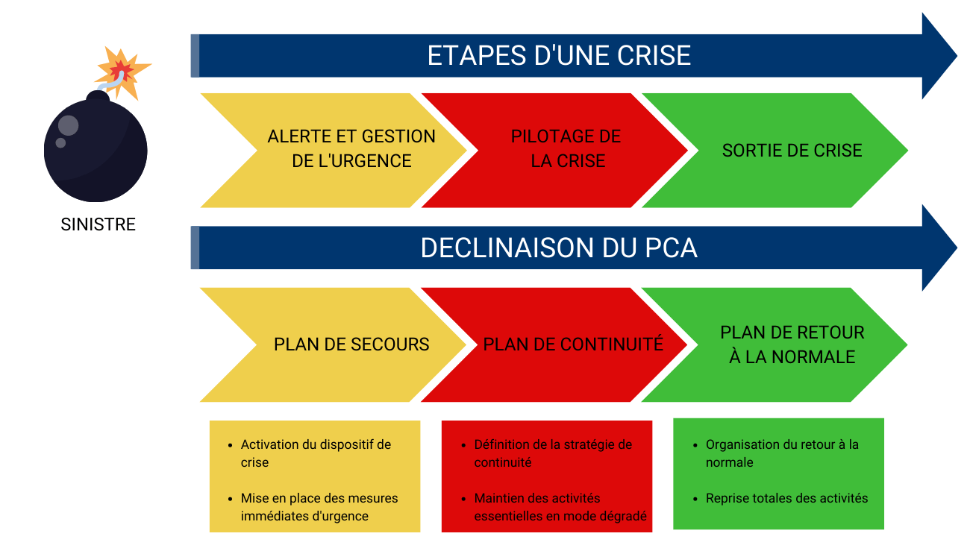 ETAPES D'UNE CRISE
ALERTE ET GESTION
DE L'URGENCE
PILOTAGE DE
LA CRISE
SORTIE DE CRISE
SINISTRE
DECLINAISON DU PCA
PLAN DE SECOURS
PLAN DE CONTINUITÉ
PLAN DE RETOUR
À LA NORMALE
• Activation du dispositif de
crise
• Mise en place des mesures
immédiates d'urgence
• Définition de la stratégie de
continuité
• Maintien des activités
essentielles en mode dégradé
• Organisation du retour à la
normale
• Reprise totales des activités